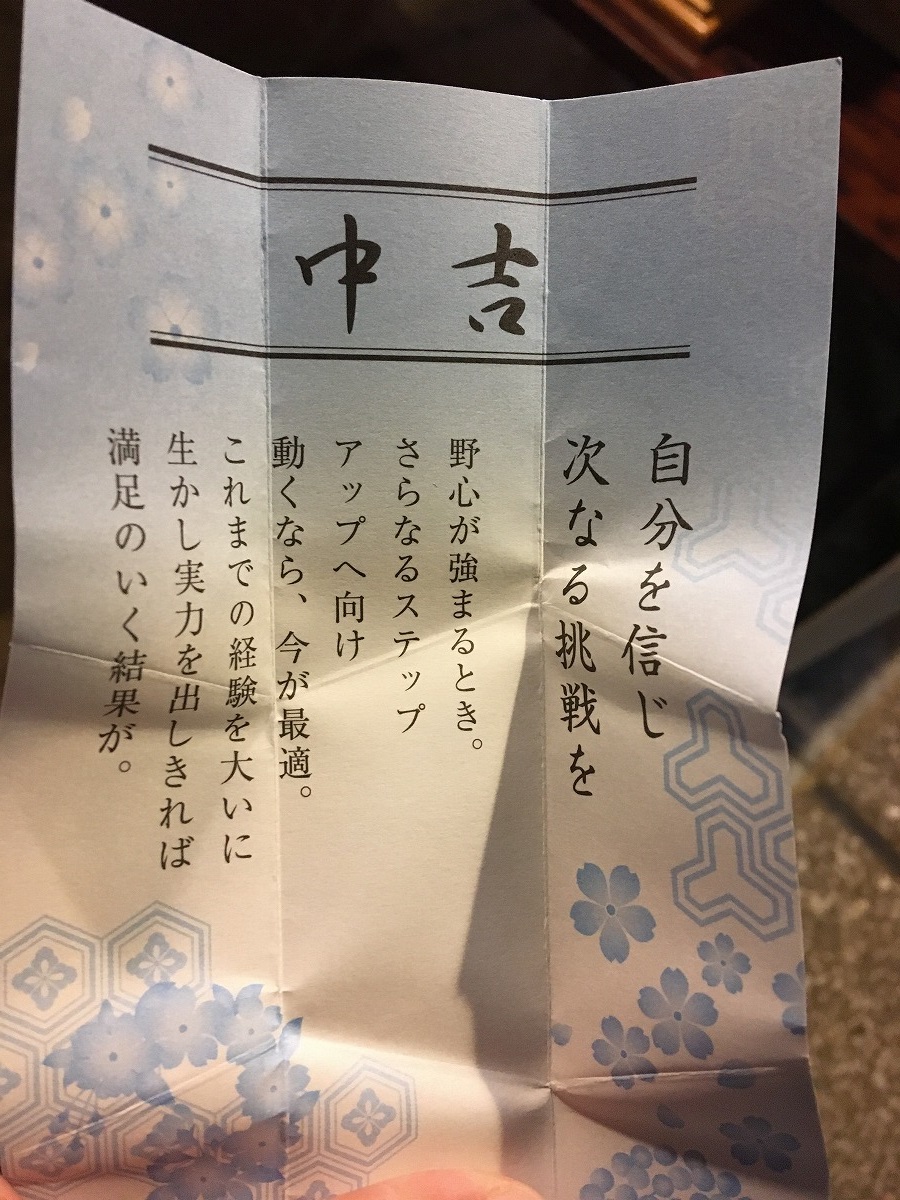 中吉
自分を信じ
次なる挑戦を
野心が強まるとき。
さらなるステップ
アップへ向け
動くなら、今が最適。
これまでの経験を大いに
生かし実力を出しきれば
満足のいく結果が。